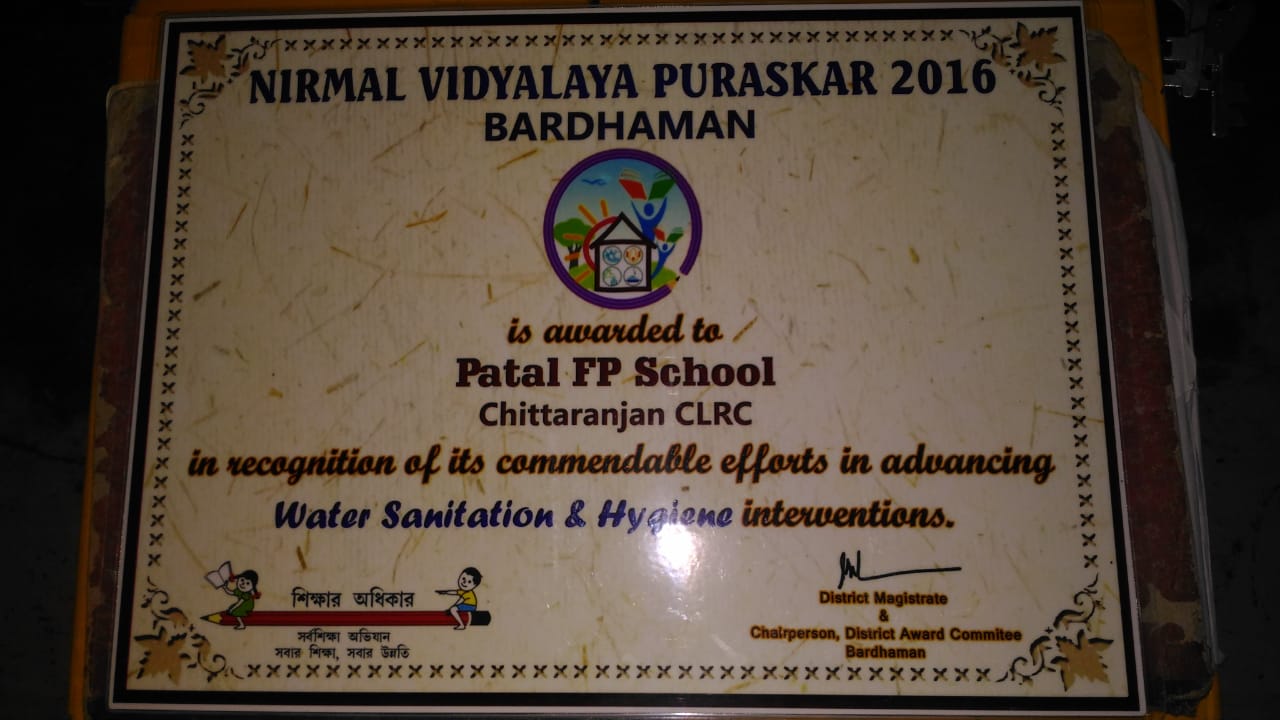 NIRMAL VIDYALAYA PURASKAR 2016
BARDHAMAN
is awarded to
Patal FP School
Chittaranjan CLRC
in recognition of its commendable efforts in advancing
Water Sanitation & Hygiene interventions.
শিক্ষার অধিকার
সর্বশিক্ষা অভিযান
সবার শিক্ষা, সবার উন্নতি
District Magistrate
&
Chairperson, District Award Commitee
Bardhaman